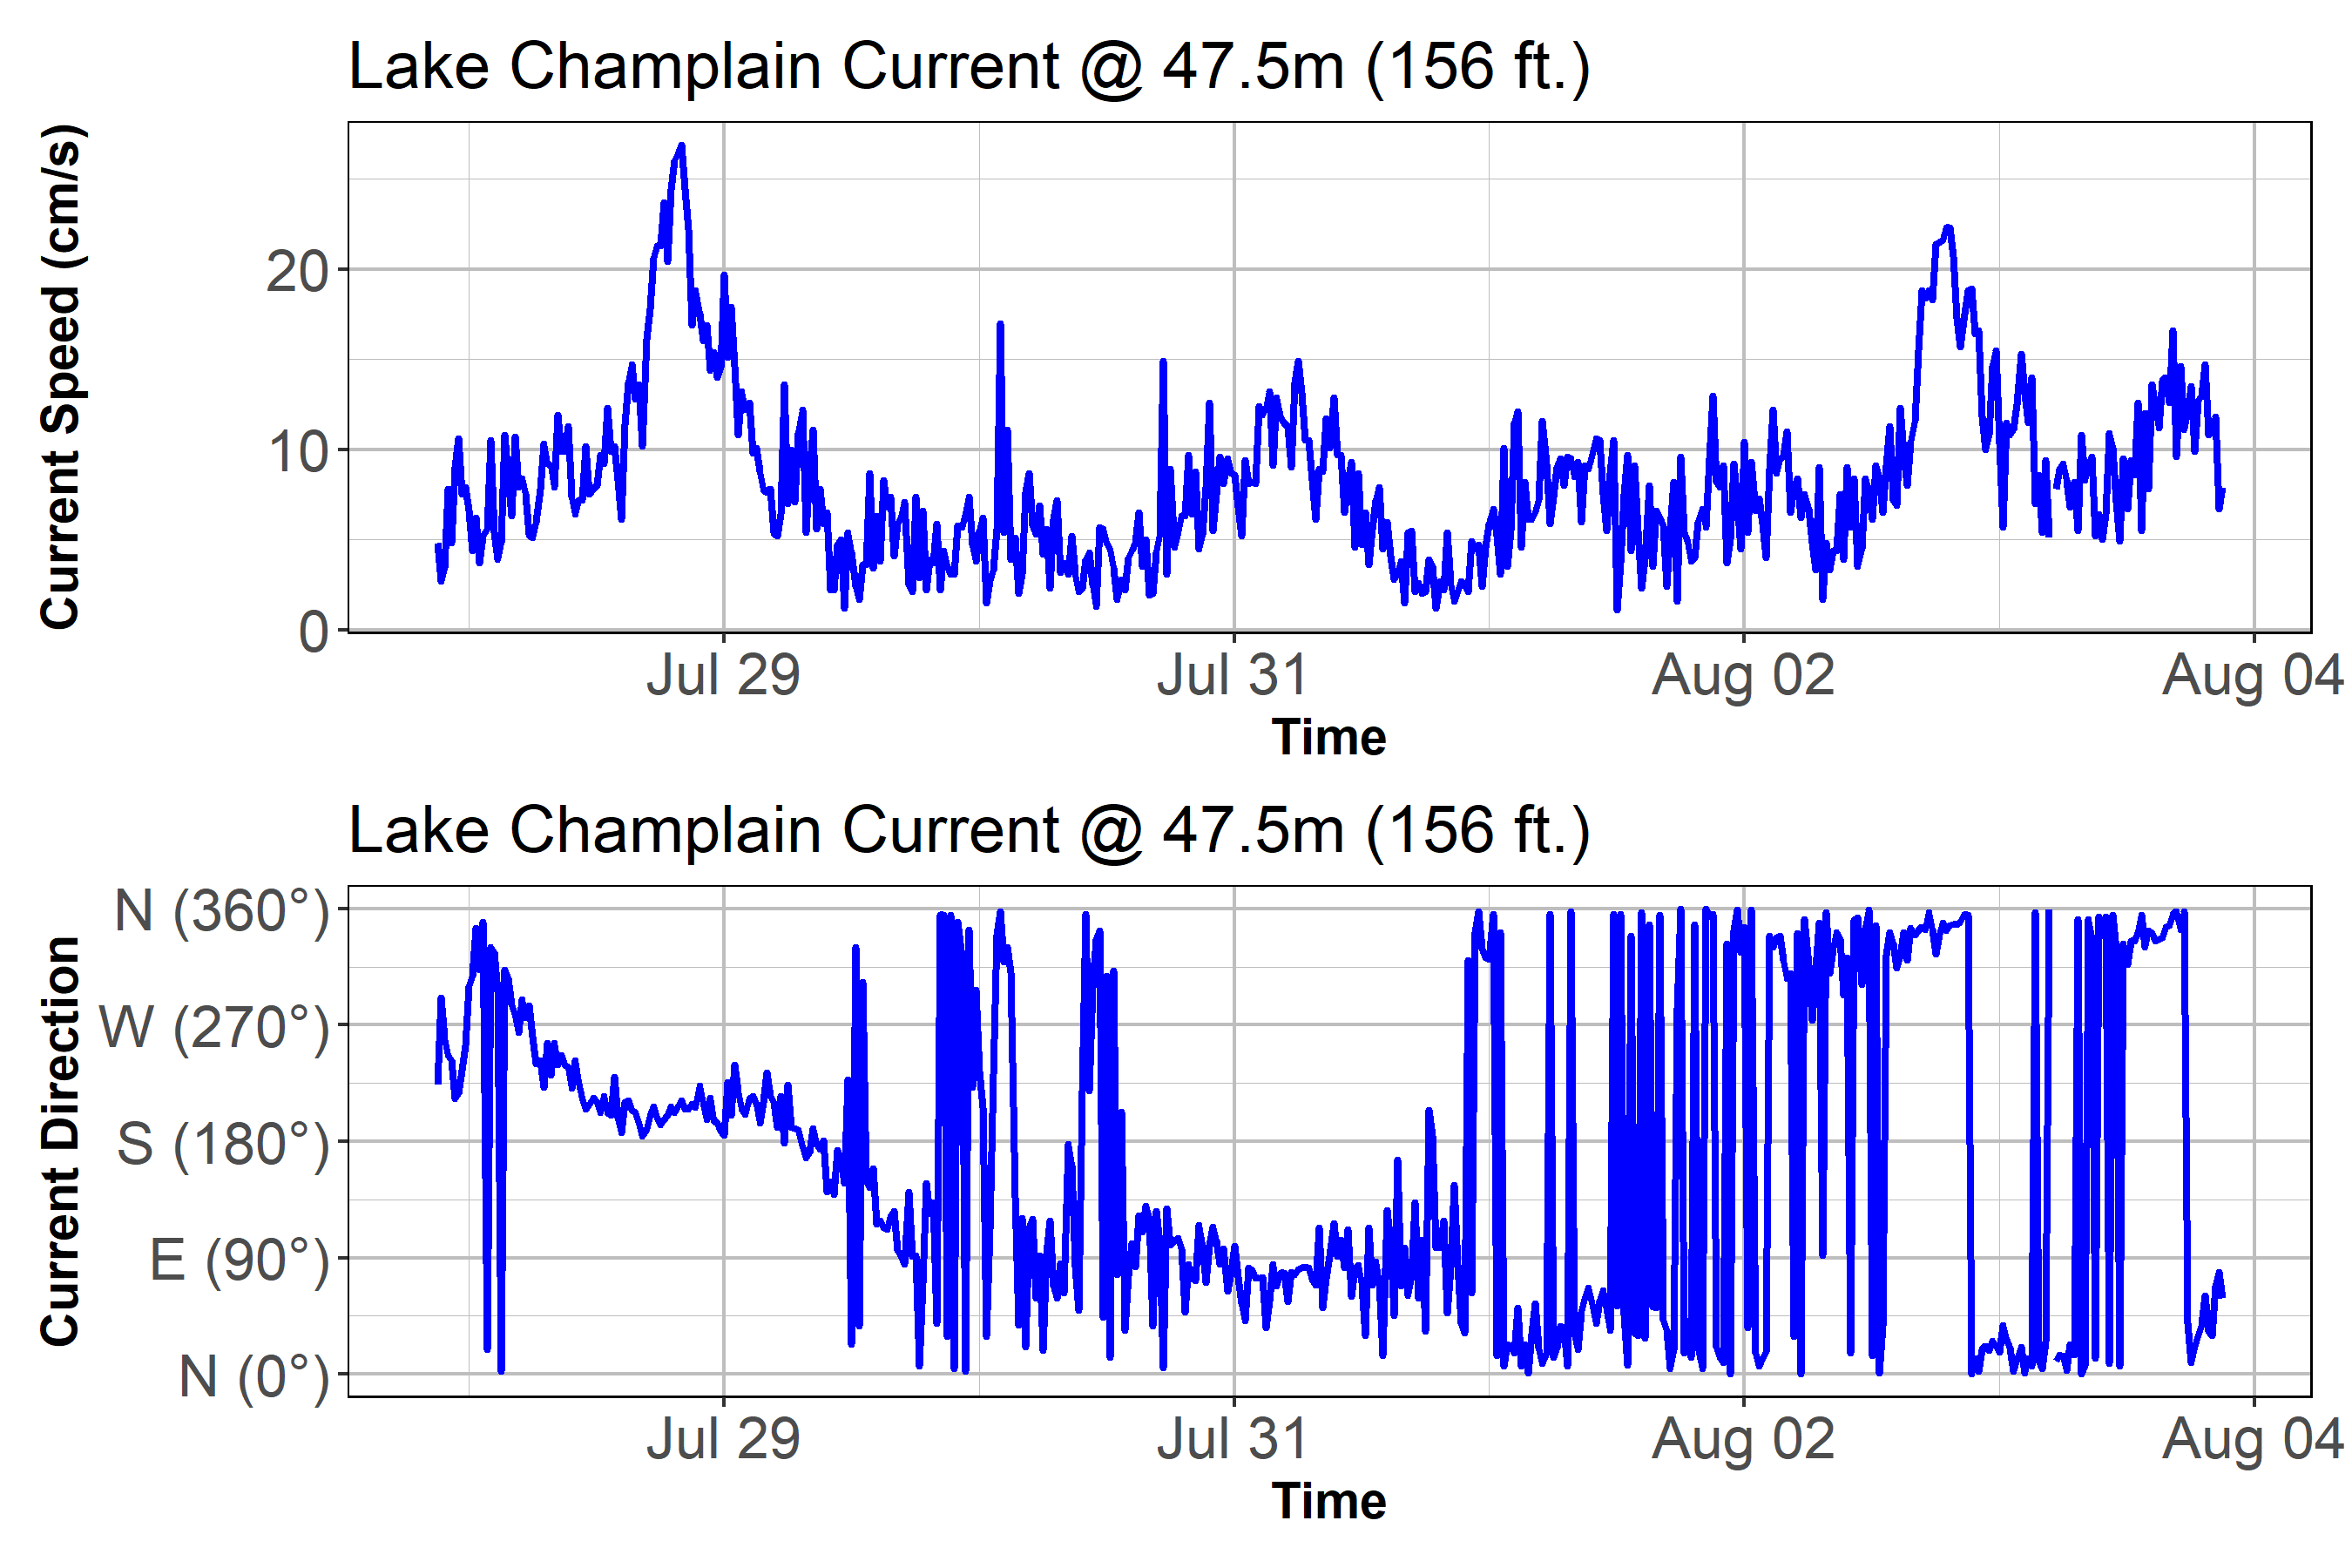 Lake Champlain Current @ 47.5m (156 ft.)
Current Speed (cm/s)
20
10
0
Jul 29 Jul 31 Aug 02 Aug 04
Time
Lake Champlain Current @ 47.5m (156 ft.)
Current Direction
N (360°)
W (270°)
S (180°)
E (90°)
N (0°)
Jul 29 Jul 31 Aug 02 Aug 04
Time